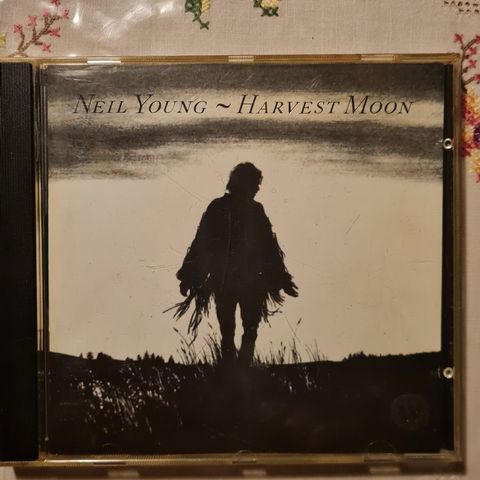 NEIL YOUNG ~ HARVEST MOON